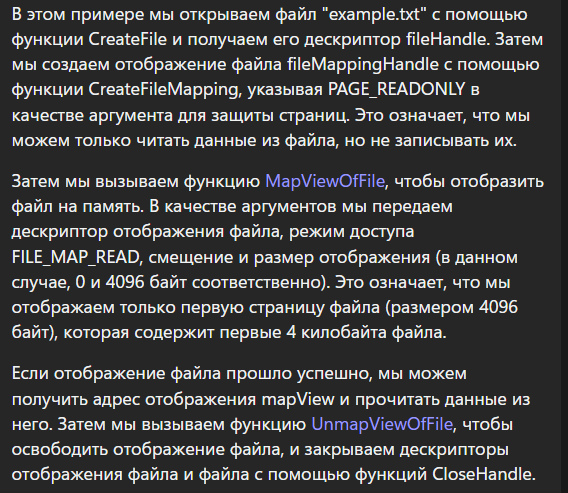 В этом примере мы открываем файл "example.txt" с помощью
функции CreateFile и получаем его дескриптор fileHandle. Затем
мы создаем отображение файла fileMappingHandle с помощью
функции CreateFileMapping, указывая PAGE_READONLY в
качестве аргумента для защиты страниц. Это означает, что мы
можем только читать данные из файла, но не записывать их.
Затем мы вызываем функцию MapViewOfFile, чтобы отобразить
файл на память. В качестве аргументов мы передаем
дескриптор отображения файла, режим доступа
FILE_MAP_READ, смещение и размер отображения (в данном
случае, 0 и 4096 байт соответственно). Это означает, что мы
отображаем только первую страницу файла (размером 4096
байт), которая содержит первые 4 килобайта файла.
Если отображение файла прошло успешно, мы можем
получить адрес отображения mapView и прочитать данные из
него. Затем мы вызываем функцию UnmapViewOfFile, чтобы
освободить отображение файла, и закрываем дескрипторы
отображения файла и файла с помощью функций CloseHandle.